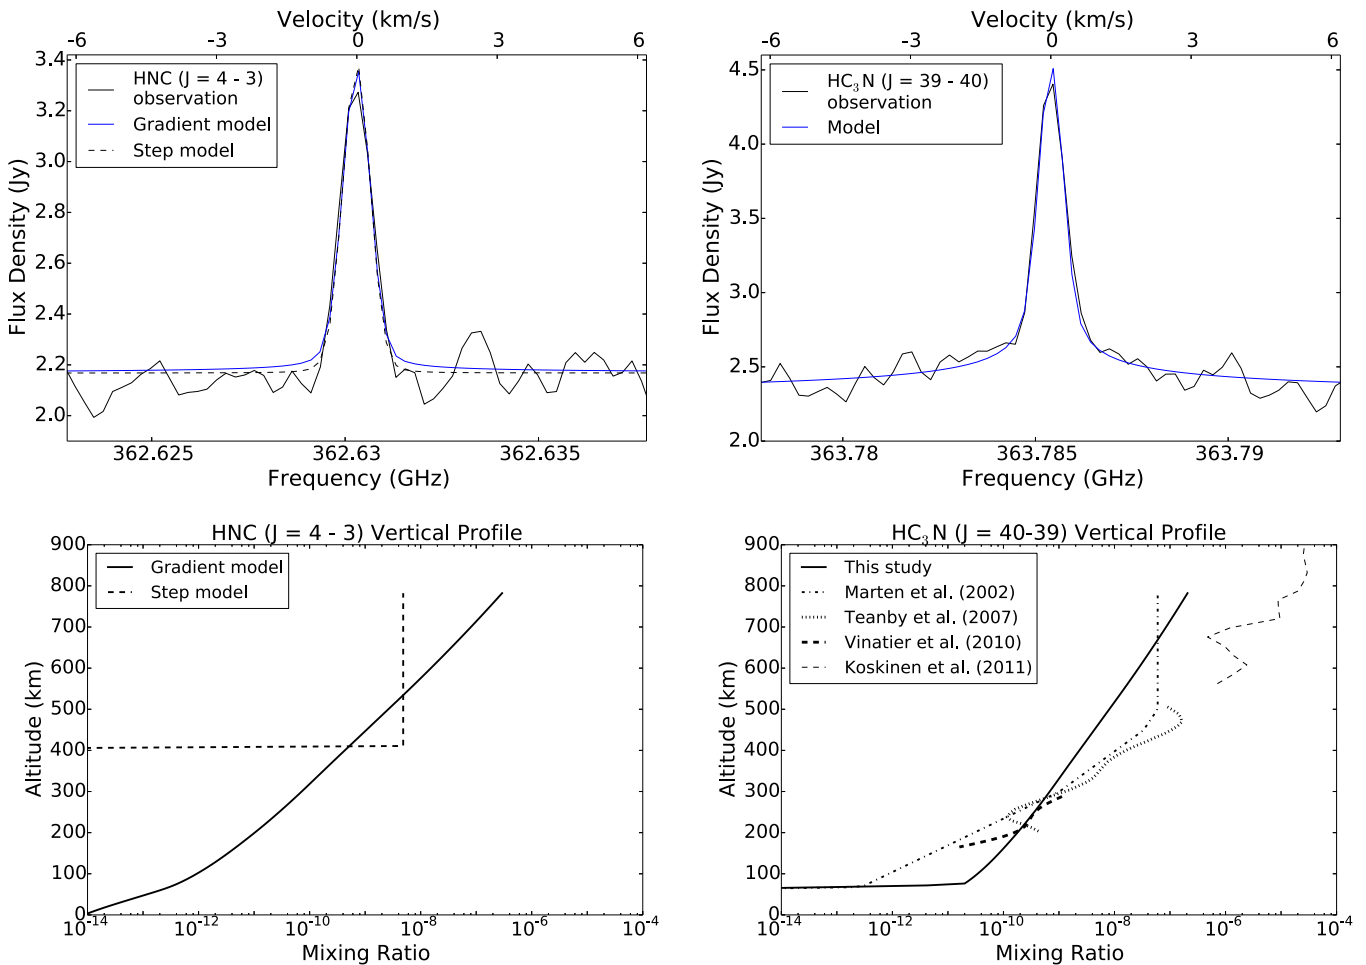 Velocity (km/s)
-6 -3 0 3 6
3.4
3.2
3.0
2.8
2.6
2.4
2.2
2.0
Flux Density (Jy)
HNC (J = 4 - 3)
observation
Gradient model
Step model
362.625 362.630 362.635
Frequency (GHz)
Velocity (km/s)
-6 -3 0 3 6
4.5
4.0
3.5
3.0
2.5
2.0
Flux Density (Jy)
HC₃N (J = 39 - 40)
observation
Model
363.78 363.785 363.79
Frequency (GHz)
HNC (J = 4 - 3) Vertical Profile
900
800
700
600
500
400
300
200
100
0
Altitude (km)
Gradient model
Step model
10⁻¹⁴ 10⁻¹² 10⁻¹⁰ 10⁻⁸ 10⁻⁶ 10⁻⁴
Mixing Ratio
HC₃N (J = 40-39) Vertical Profile
900
800
700
600
500
400
300
200
100
0
Altitude (km)
This study
Marten et al. (2002)
Teanby et al. (2007)
Vinatier et al. (2010)
Koskinen et al. (2011)
10⁻¹⁴ 10⁻¹² 10⁻¹⁰ 10⁻⁸ 10⁻⁶ 10⁻⁴
Mixing Ratio